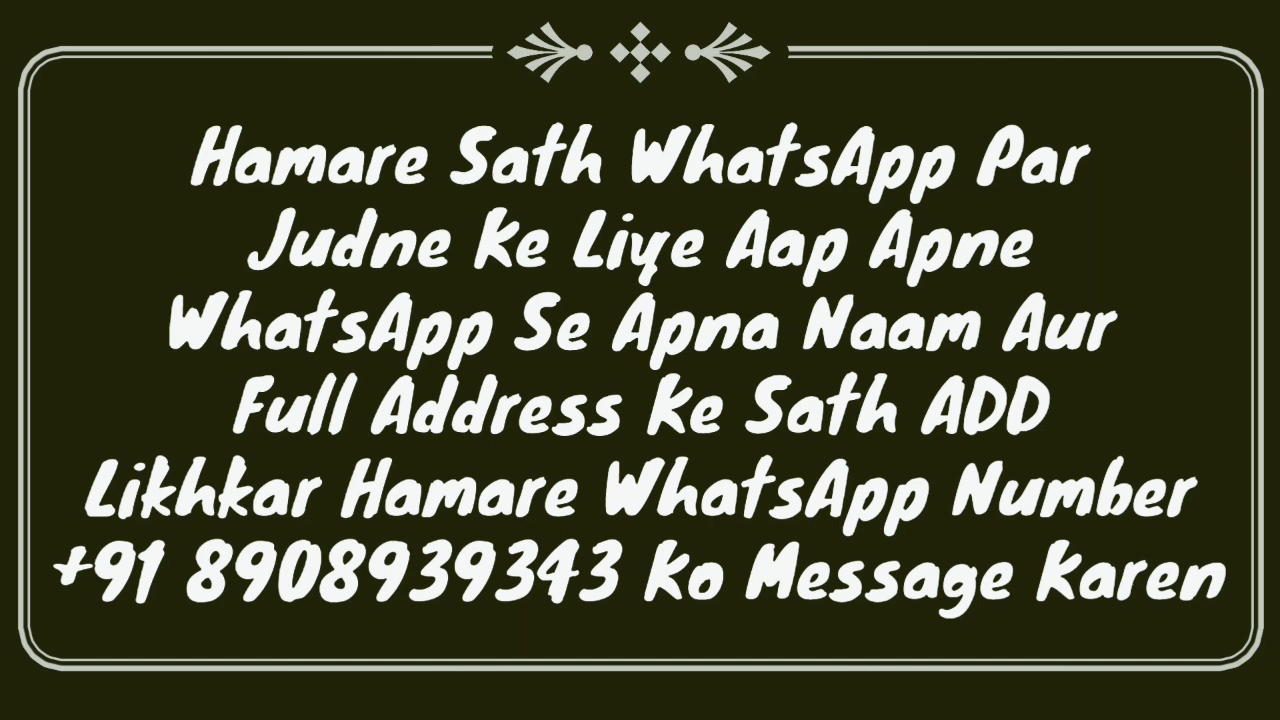 Hamare Sath WhatsApp Par
Judne Ke Liye Aap Apne
WhatsApp Se Apna Naam Aur
Full Address Ke Sath ADD
Likhkar Hamare WhatsApp Number
+91 8908939343 Ko Message Karen